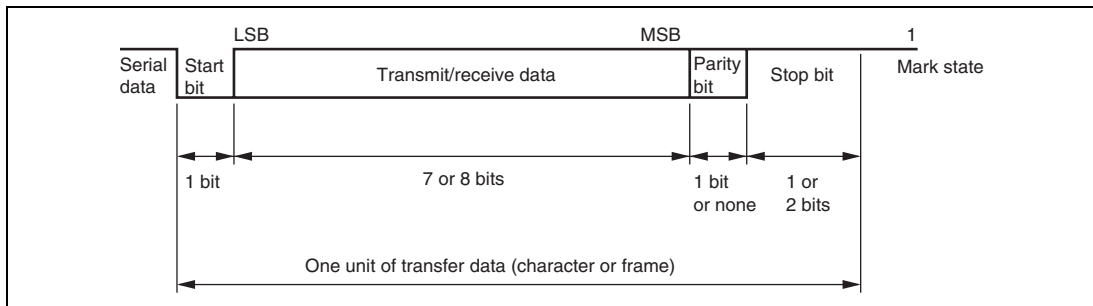 LSB
MSB
1
Serial
data
Start
bit
Transmit/receive data
Parity
bit
Stop bit
Mark state
1 bit
7 or 8 bits
1 bit
or none
1 or
2 bits
One unit of transfer data (character or frame)